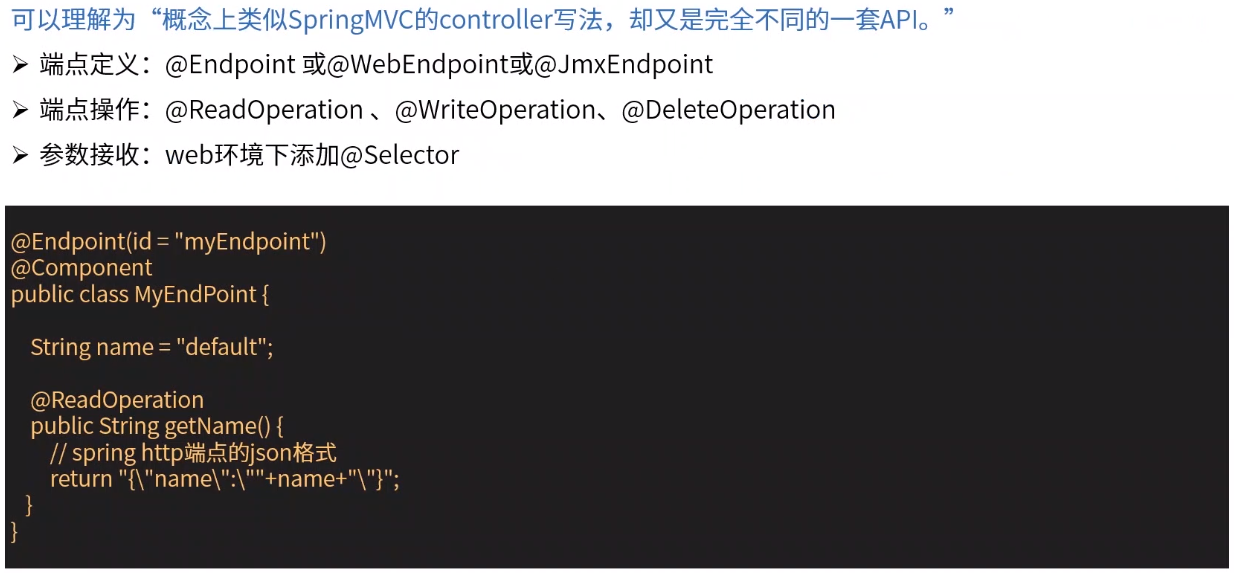 可以理解为“概念上类似SpringMVC的controller写法，却又是完全不同的一套API。”
➢ 端点定义：@Endpoint 或@WebEndpoint或@JmxEndpoint
➢ 端点操作：@ReadOperation 、@WriteOperation、@DeleteOperation
➢ 参数接收：web环境下添加@Selector
@Endpoint(id = "myEndpoint")
@Component
public class MyEndPoint {
String name = "default";
@ReadOperation
public String getName() {
// spring http端点的json格式
return "{\"name\":\""+name+"\"}";
}
}